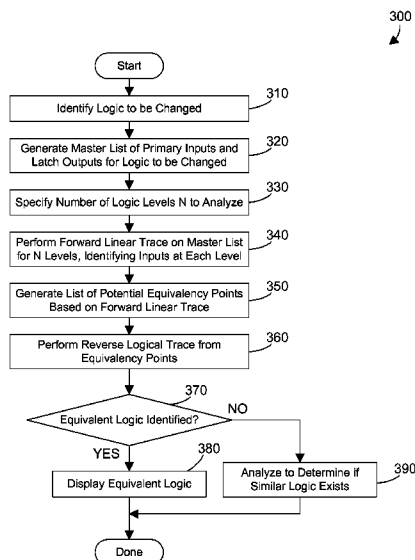 300
Start
Identify Logic to be Changed
310
Generate Master List of Primary Inputs and
Latch Outputs for Logic to be Changed
320
Specify Number of Logic Levels N to Analyze
330
Perform Forward Linear Trace on Master List
for N Levels, Identifying Inputs at Each Level
340
Generate List of Potential Equivalency Points
Based on Forward Linear Trace
350
Perform Reverse Logical Trace from
Equivalency Points
360
Equivalent Logic Identified?
370
NO
YES
Display Equivalent Logic
380
Analyze to Determine if
Similar Logic Exists
390
Done